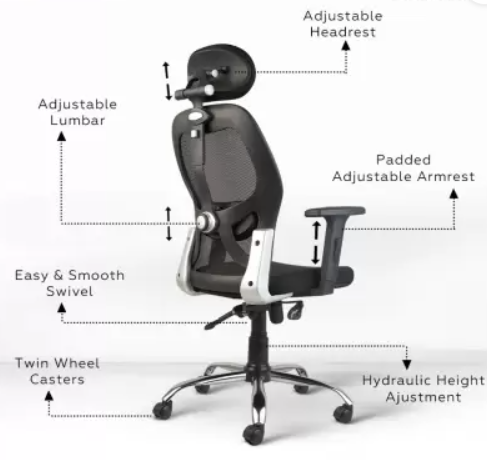 Adjustable
Headrest
Adjustable
Lumbar
Padded
Adjustable Armrest
Easy & Smooth
Swivel
Twin Wheel
Casters
Hydraulic Height
Ajustment